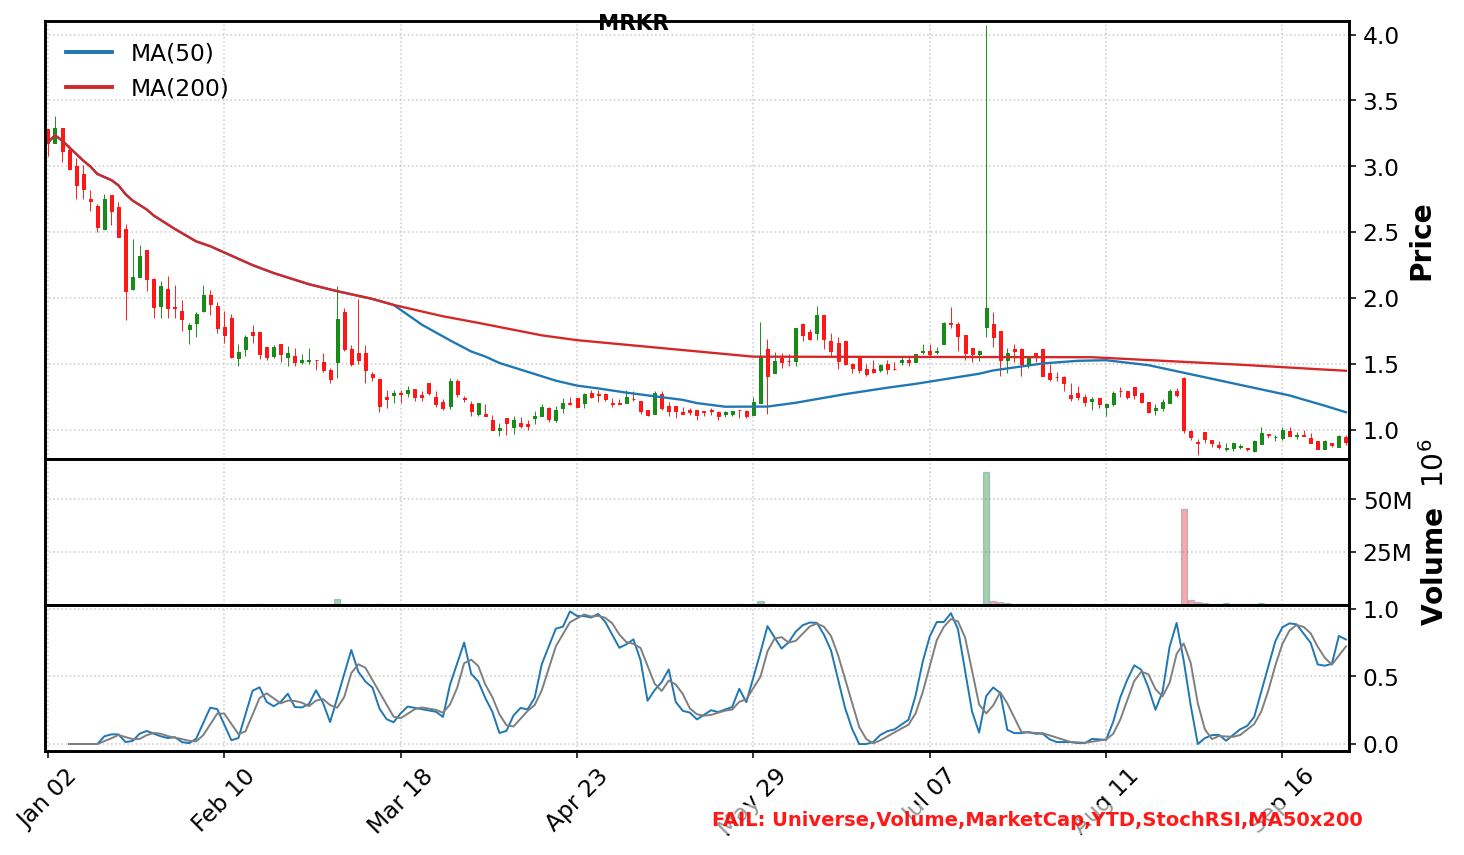 MRKR
MA(50)
MA(200)
4.0
3.5
3.0
2.5
2.0
1.5
1.0
Price
50M
25M
Volume 10^6
1.0
0.5
0.0
Jan 02
Feb 10
Mar 18
Apr 23
May 29
Jul 07
Aug 11
Sep 16
FAIL: Universe,Volume,MarketCap,YTD,StochRSI,MA50x200